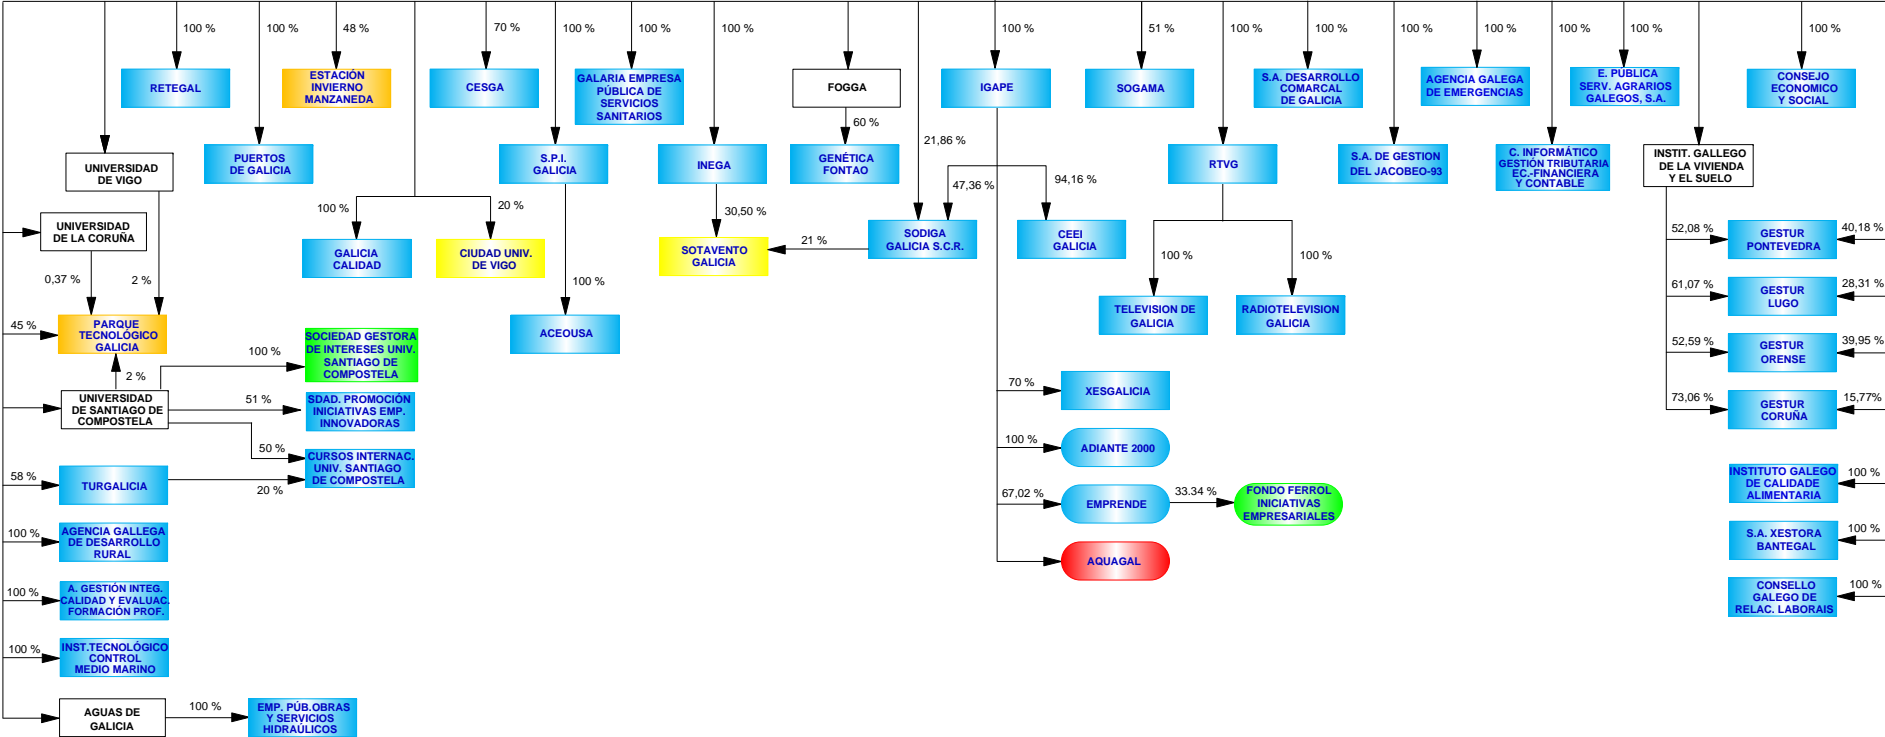 100 %
100 %
48 %
70 %
100 %
100 %
100 %
100 %
51 %
100 %
100 %
100 %
100 %
100 %
100 %
100 %
RETEGAL
ESTACIÓN
INVIERNO
MANZANEDA
CESGA
GALARIA EMPRESA
PÚBLICA DE
SERVICIOS
SANITARIOS
FOGGA
IGAPE
SOGAMA
S.A. DESARROLLO
COMARCAL
DE GALICIA
AGENCIA GALEGA
DE EMERGENCIAS
E. PUBLICA
SERV. AGRARIOS
GALEGOS, S.A.
CONSEJO
ECONOMICO
Y SOCIAL
60 %
21,86 %
UNIVERSIDAD
DE VIGO
PUERTOS
DE GALICIA
S.P.I.
GALICIA
INEGA
GENÉTICA
FONTAO
RTVG
S.A. DE GESTION
DEL JACOBEO-93
C. INFORMÁTICO
GESTIÓN TRIBUTARIA
EC.-FINANCIERA
Y CONTABLE
INSTIT. GALLEGO
DE LA VIVIENDA
Y EL SUELO
47,36 %
94,16 %
100 %
20 %
30,50 %
UNIVERSIDAD
DE LA CORUÑA
GALICIA
CALIDAD
CIUDAD UNIV.
DE VIGO
SOTAVENTO
GALICIA
21 %
SODIGA
GALICIA S.C.R.
CEEI
GALICIA
52,08 %
GESTUR
PONTEVEDRA
40,18 %
0,37 %
2 %
100 %
100 %
100 %
61,07 %
GESTUR
LUGO
28,31 %
TELEVISION DE
GALICIA
RADIOTELEVISION
GALICIA
45 %
PARQUE
TECNOLÓGICO
GALICIA
SOCIEDAD GESTORA
DE INTERESES UNIV.
SANTIAGO DE
COMPOSTELA
ACEOUSA
52,59 %
GESTUR
ORENSE
39,95 %
100 %
2 %
UNIVERSIDAD
DE SANTIAGO DE
COMPOSTELA
51 %
SDAD. PROMOCIÓN
INICIATIVAS EMP.
INNOVADORAS
70 %
XESGALICIA
73,06 %
GESTUR
CORUÑA
15,77%
50 %
CURSOS INTERNAC.
UNIV. SANTIAGO
DE COMPOSTELA
100 %
ADIANTE 2000
58 %
TURGALICIA
20 %
INSTITUTO GALEGO
DE CALIDADE
ALIMENTARIA
100 %
67,02 %
EMPRENDE
33.34 %
FONDO FERROL
INICIATIVAS
EMPRESARIALES
100 %
AGENCIA GALLEGA
DE DESARROLLO
RURAL
S.A. XESTORA
BANTEGAL
100 %
AQUAGAL
100 %
A. GESTIÓN INTEG.
CALIDAD Y EVALUAC.
FORMACIÓN PROF.
CONSELLO
GALEGO DE
RELAC. LABORAIS
100 %
100 %
INST.TECNOLÓGICO
CONTROL
MEDIO MARINO
AGUAS DE
GALICIA
100 %
EMP. PÚB.OBRAS
Y SERVICIOS
HIDRAÚLICOS